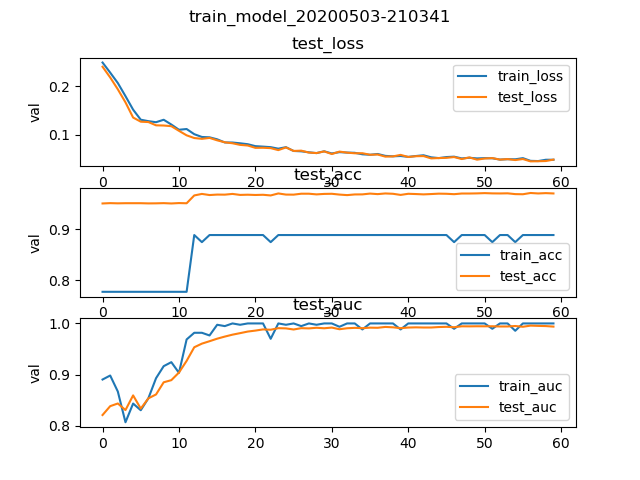 train_model_20200503-210341
test_loss
val
0.2
0.1
train_loss
test_loss
0 10 20 30 40 50 60
test_acc
val
0.9
0.8
train_acc
test_acc
0 10 20 30 40 50 60
test_auc
val
1.0
0.9
0.8
train_auc
test_auc
0 10 20 30 40 50 60